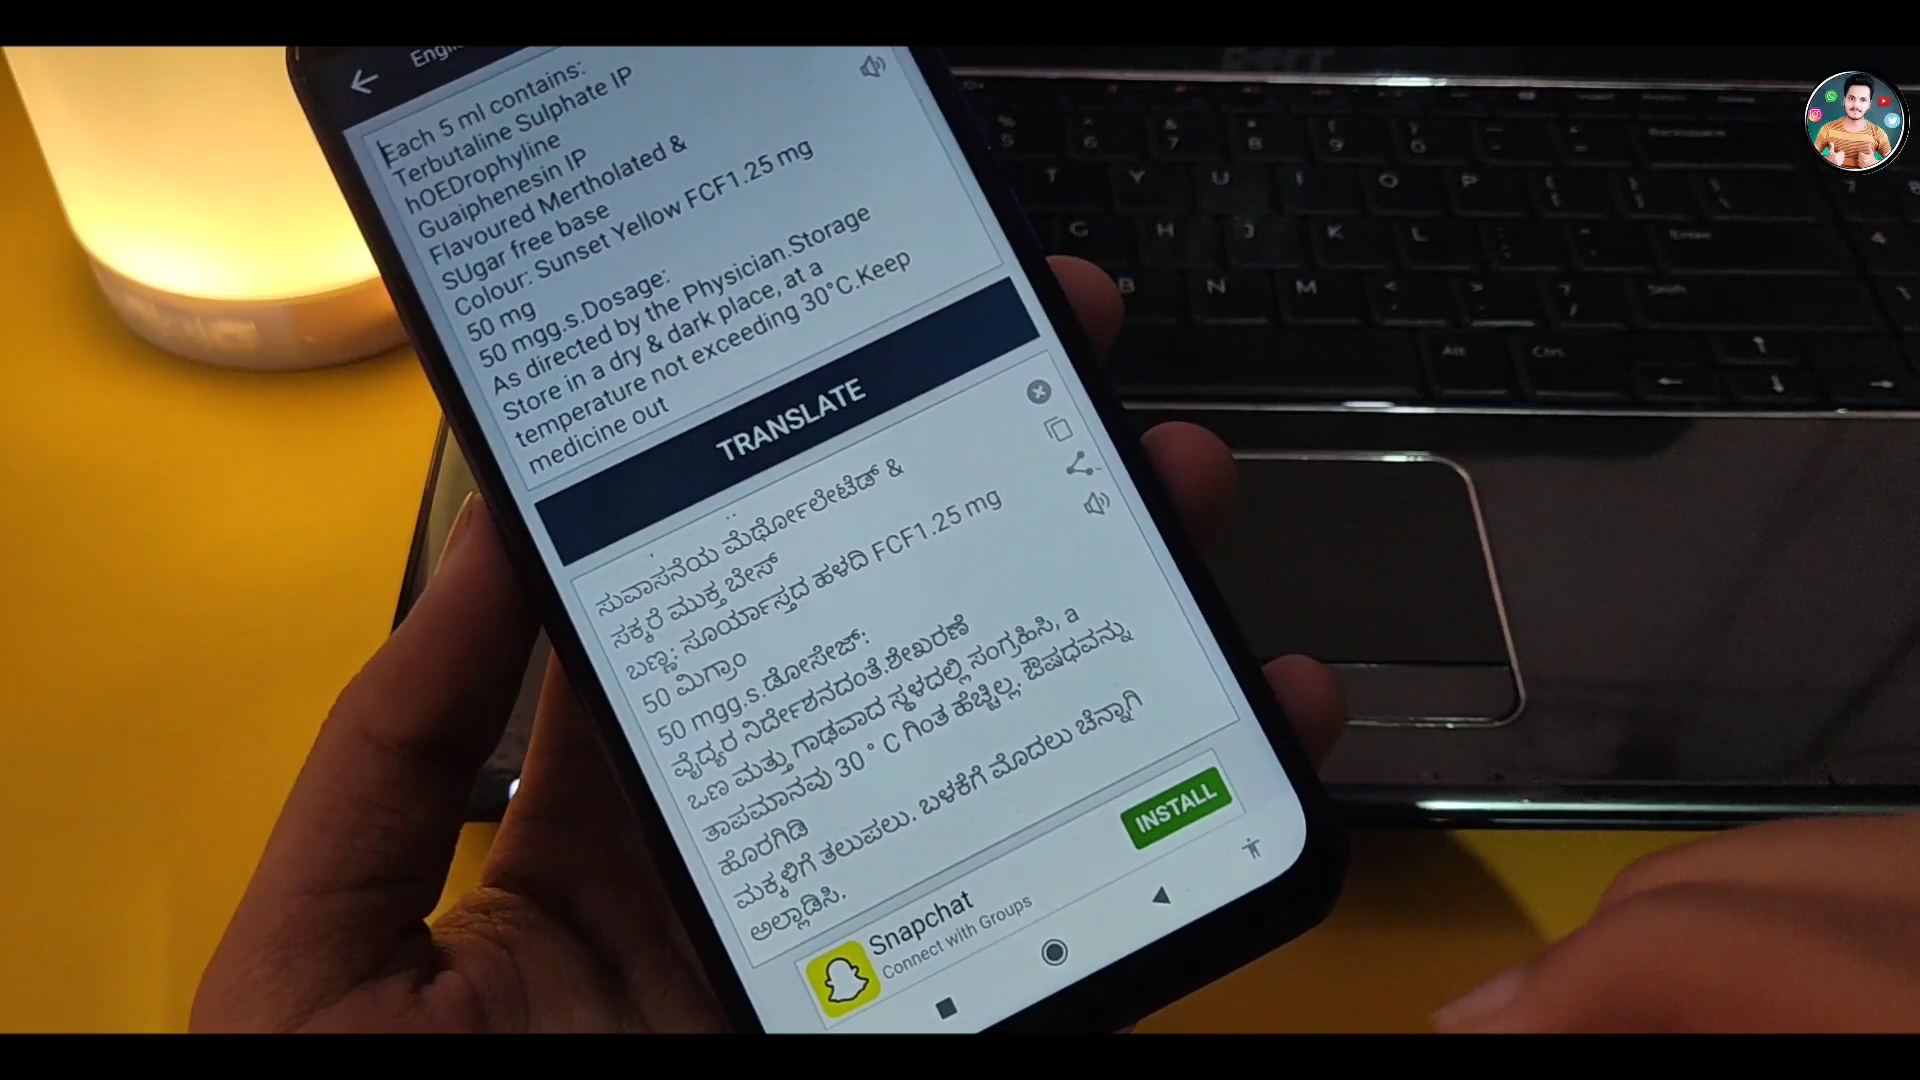 Each 5 ml contains:
Terbutaline Sulphate IP
hOEDrophyline
Guaiphenesin IP
Flavoured Mertholated &
SUgar free base
Colour: Sunset Yellow FCF1.25 mg
50 mg
50 mgg.s.Dosage:
As directed by the Physician.Storage
Store in a dry & dark place, at a
temperature not exceeding 30°C.Keep
medicine out
TRANSLATE
ಸುವಾಸನೆಯ ಮೆರ್ಥೋಲೇಟೆಡ್ &
ಸಕ್ಕರೆ ಮುಕ್ತ ಬೇಸ್
ಬಣ್ಣ: ಸೂರ್ಯಾಸ್ತದ ಹಳದಿ FCF1.25 mg
50 ಮಿಗ್ರಾಂ
50 mgg.s.ಡೋಸೇಜ್:
ವೈದ್ಯರ ನಿರ್ದೇಶನದಂತೆ.ಶೇಖರಣೆ
ಒಣ ಮತ್ತು ಗಾಢವಾದ ಸ್ಥಳದಲ್ಲಿ ಸಂಗ್ರಹಿಸಿ, a
ತಾಪಮಾನವು 30 ° C ಗಿಂತ ಹೆಚ್ಚಿಲ್ಲ. ಔಷಧವನ್ನು
ಹೊರಗಿಡಿ
ಮಕ್ಕಳಿಗೆ ತಲುಪಲು. ಬಳಕೆಗೆ ಮೊದಲು ಚೆನ್ನಾಗಿ
ಅಲ್ಲಾಡಿಸಿ.
Snapchat
Connect with Groups
INSTALL